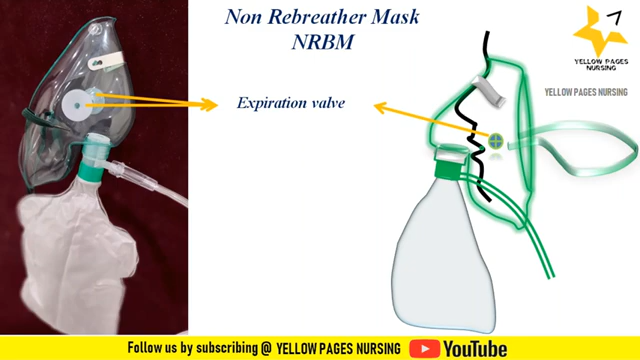 Non Rebreather Mask
NRBM
Expiration valve
7
YELLOW PAGES
NURSING
YELLOW PAGES NURSING
Follow us by subscribing @ YELLOW PAGES NURSING YouTube